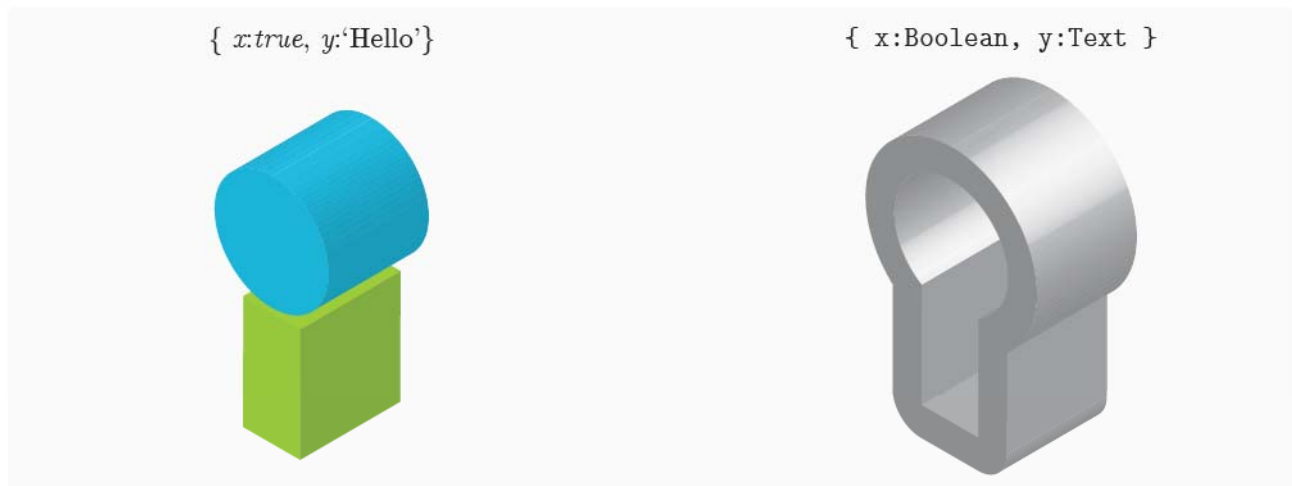 { x:true, y:‘Hello’}
{ x:Boolean, y:Text }